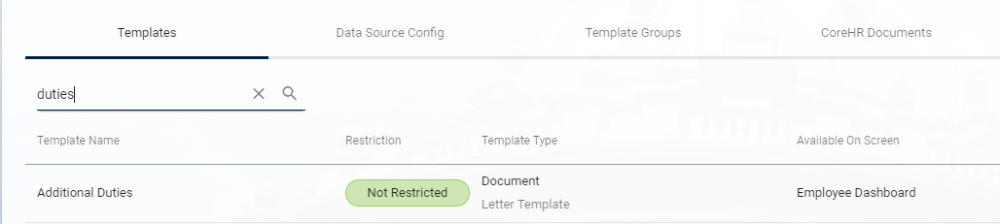 Templates Data Source Config Template Groups CoreHR Documents
duties
Template Name Restriction Template Type Available On Screen
Additional Duties Not Restricted Document Employee Dashboard
Letter Template